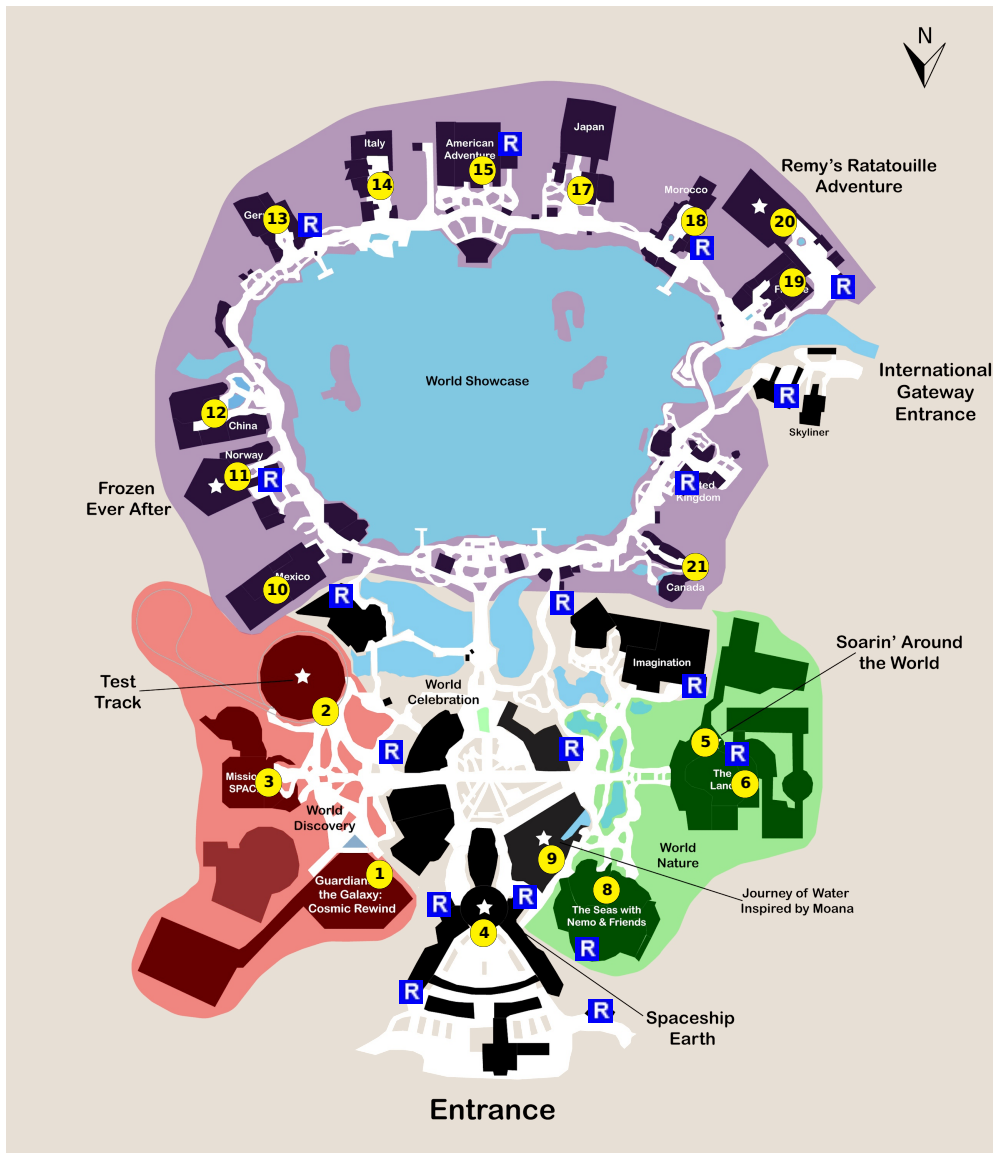 N
Japan
Italy
American
Adventure
R
15
14
17
Morocco
Remy's Ratatouille
Adventure
13
R
18
20
R
19
R
International
Gateway
Entrance
R
Skyliner
World Showcase
12
China
Norway
11
R
Frozen
Ever After
R
Kingdom
21
Canada
Mexico
10
R
R
Imagination
R
Soarin' Around
the World
Test
Track
World
Celebration
2
R
R
5
R
The
Land
6
3
World
Discovery
World
Nature
1
the Galaxy:
Cosmic Rewind
9
8
The Seas with
Nemo & Friends
Journey of Water
Inspired by Moana
R
R
4
R
R
R
Spaceship
Earth
Entrance